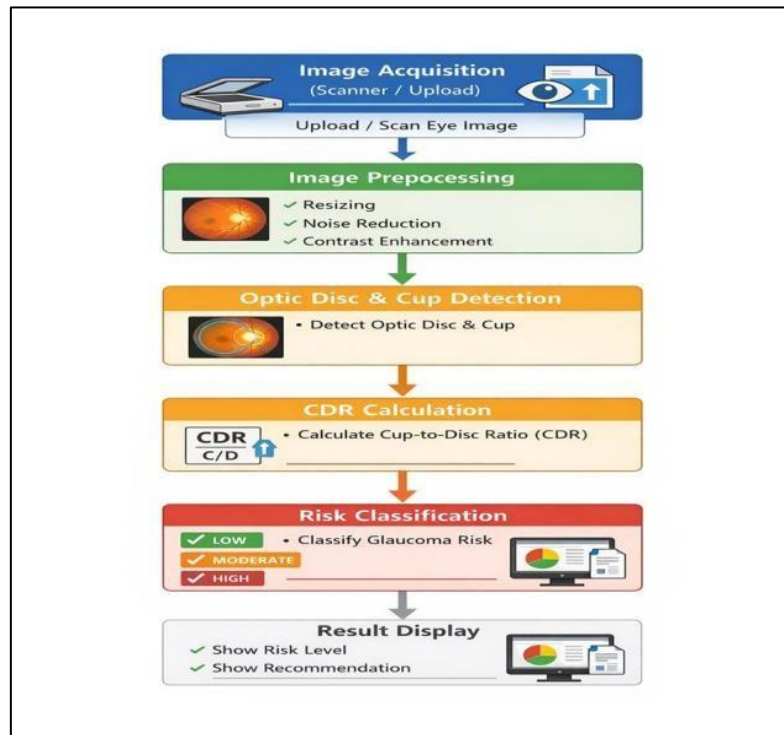 Image Acquisition
(Scanner / Upload)
Upload / Scan Eye Image
Image Prepocessing
✓ Resizing
✓ Noise Reduction
✓ Contrast Enhancement
Optic Disc & Cup Detection
• Detect Optic Disc & Cup
CDR Calculation
CDR
C/D
• Calculate Cup-to-Disc Ratio (CDR)
Risk Classification
✓ LOW
• Classify Glaucoma Risk
✓ MODERATE
✓ HIGH
Result Display
✓ Show Risk Level
✓ Show Recommendation